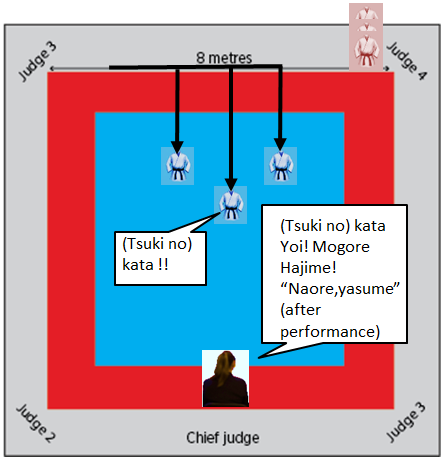 Judge 3
8 metres
Judge 4
(Tsuki no)
kata !!
(Tsuki no) kata
Yoi! Mogore
Hajime!
“Naore,yasume”
(after
performance)
Judge 2
Chief judge
Judge 3